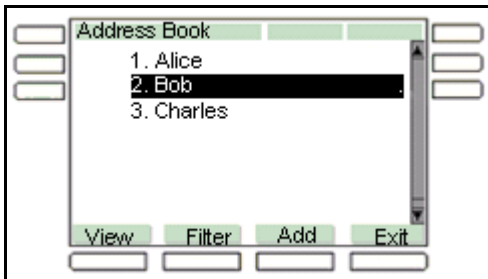 Address Book
1. Alice
2. Bob .
3. Charles
View Filter Add Exit